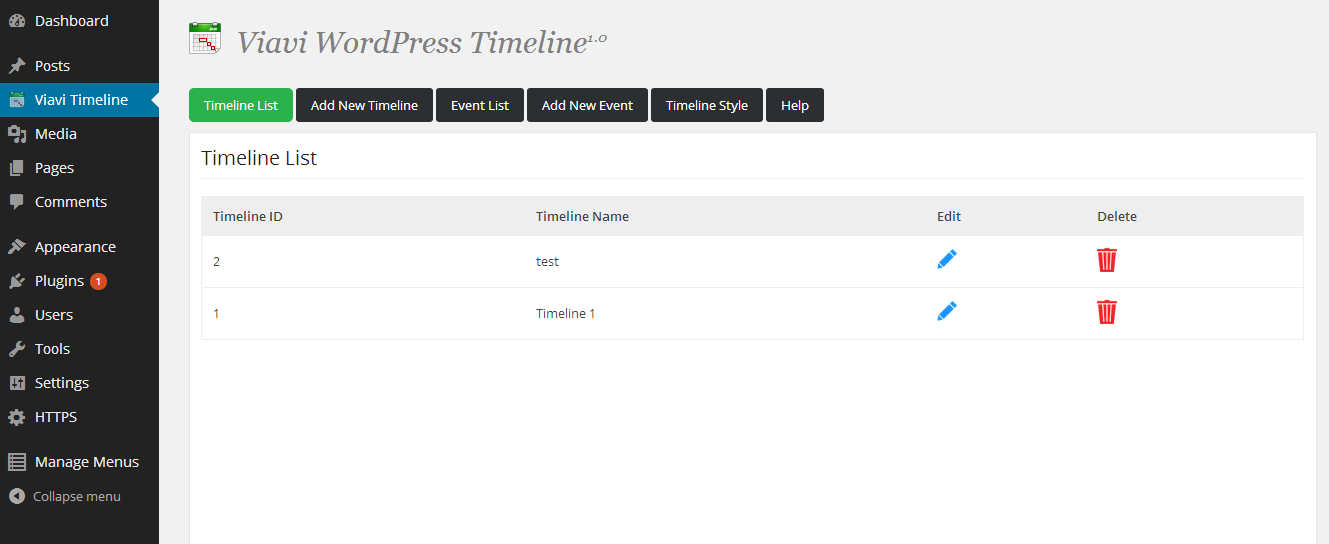 Dashboard
Posts
Viavi Timeline
Media
Pages
Comments
Appearance
Plugins 1
Users
Tools
Settings
HTTPS
Manage Menus
Collapse menu
Viavi WordPress Timeline1.0
Timeline List Add New Timeline Event List Add New Event Timeline Style Help
Timeline List
Timeline ID Timeline Name Edit Delete
2 test
1 Timeline 1